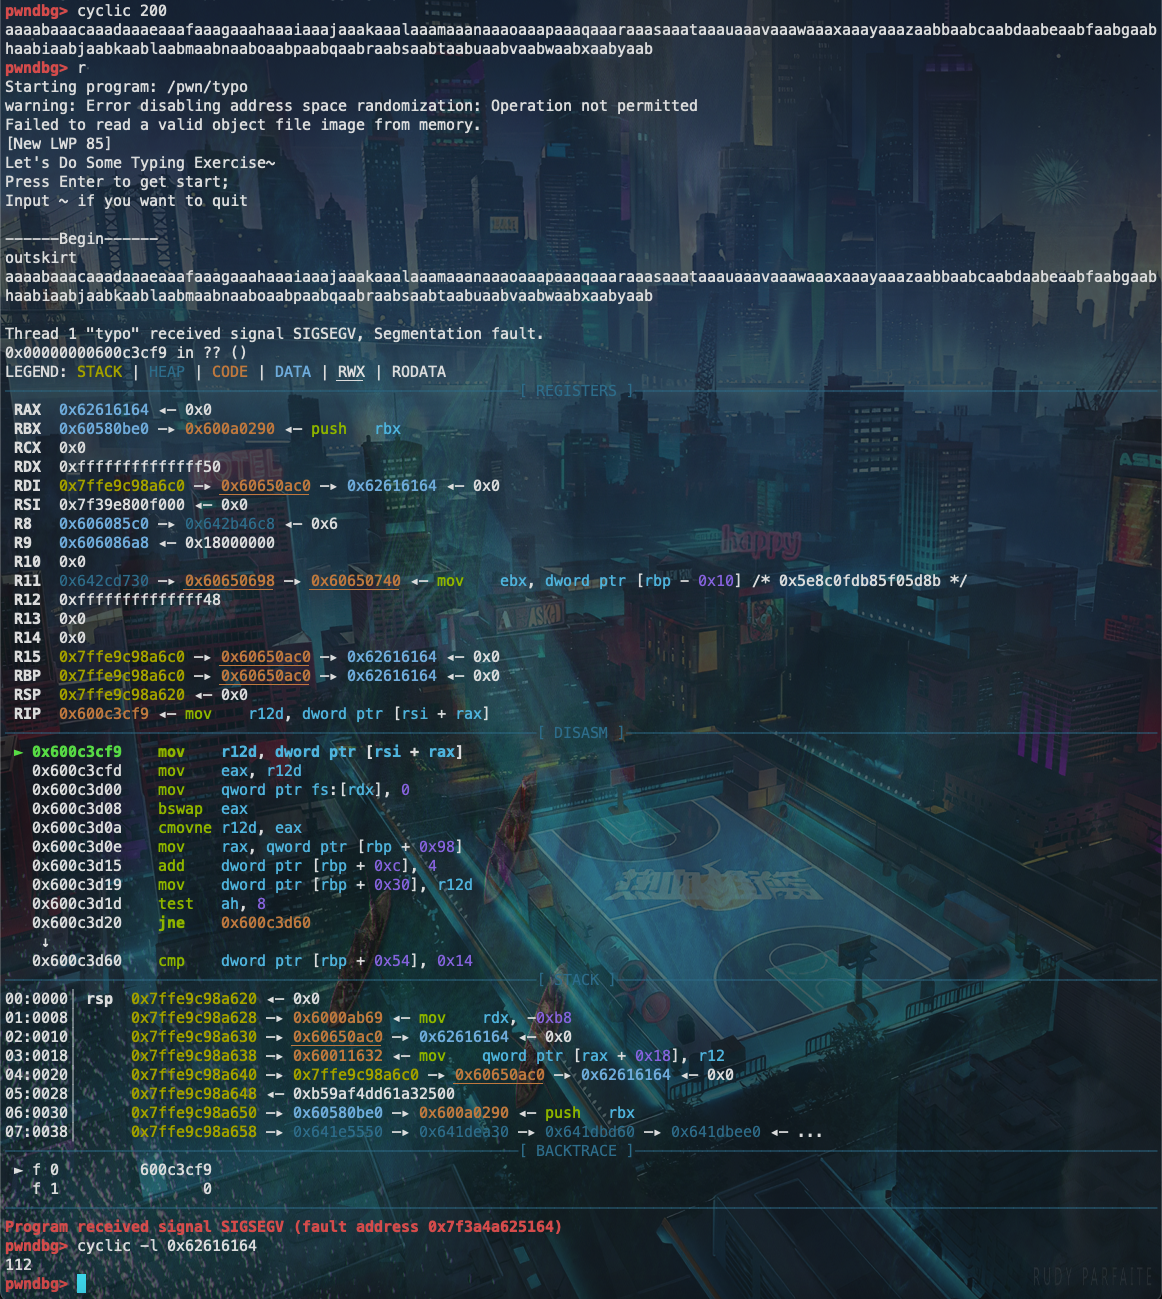 pwndbg> cyclic 200
aaaabaaacaaadaaaeaaafaaagaaahaaaiaaajaaakaaalaaamaaanaaaoaaapaaaqaaaraaasaaataaauaaavaaawaaaxaaayaaazaabbaabcaabdaabeaabfaabgaab
haabiaabjaabkaablaabmaabnaaboaabpaabqaabraabsaabtaabuaabvaabwaabxaabyaab
pwndbg> r
Starting program: /pwn/typo
warning: Error disabling address space randomization: Operation not permitted
Failed to read a valid object file image from memory.
[New LWP 85]
Let's Do Some Typing Exercise~
Press Enter to get start;
Input ~ if you want to quit
------Begin------
outskirt
aaaabaaacaaadaaaeaaafaaagaaahaaaiaaajaaakaaalaaamaaanaaaoaaapaaaqaaaraaasaaataaauaaavaaawaaaxaaayaaazaabbaabcaabdaabeaabfaabgaab
haabiaabjaabkaablaabmaabnaaboaabpaabqaabraabsaabtaabuaabvaabwaabxaabyaab
Thread 1 "typo" received signal SIGSEGV, Segmentation fault.
0x00000000600c3cf9 in ?? ()
LEGEND: STACK | HEAP | CODE | DATA | RWX | RODATA
[ REGISTERS ]
RAX  0x62616164 ◂— 0x0
RBX  0x60580be0 —▸ 0x600a0290 ◂— push   rbx
RCX  0x0
RDX  0xffffffffffffff50
RDI  0x7ffe9c98a6c0 —▸ 0x60650ac0 —▸ 0x62616164 ◂— 0x0
RSI  0x7f39e800f000 ◂— 0x0
R8   0x606085c0 —▸ 0x642b46c8 ◂— 0x6
R9   0x606086a8 ◂— 0x18000000
R10  0x0
R11  0x642cd730 —▸ 0x60650698 —▸ 0x60650740 ◂— mov    ebx, dword ptr [rbp - 0x10] /* 0x5e8c0fdb85f05d8b */
R12  0xffffffffffffff48
R13  0x0
R14  0x0
R15  0x7ffe9c98a6c0 —▸ 0x60650ac0 —▸ 0x62616164 ◂— 0x0
RBP  0x7ffe9c98a6c0 —▸ 0x60650ac0 —▸ 0x62616164 ◂— 0x0
RSP  0x7ffe9c98a620 ◂— 0x0
RIP  0x600c3cf9 ◂— mov    r12d, dword ptr [rsi + rax]
[ DISASM ]
► 0x600c3cf9    mov    r12d, dword ptr [rsi + rax]
0x600c3cfd    mov    eax, r12d
0x600c3d00    mov    qword ptr fs:[rdx], 0
0x600c3d08    bswap  eax
0x600c3d0a    cmovne r12d, eax
0x600c3d0e    mov    rax, qword ptr [rbp + 0x98]
0x600c3d15    add    dword ptr [rbp + 0xc], 4
0x600c3d19    mov    dword ptr [rbp + 0x30], r12d
0x600c3d1d    test   ah, 8
0x600c3d20    jne    0x600c3d60
↓
0x600c3d60    cmp    dword ptr [rbp + 0x54], 0x14
[ STACK ]
00:0000│ rsp  0x7ffe9c98a620 ◂— 0x0
01:0008│      0x7ffe9c98a628 —▸ 0x6000ab69 ◂— mov    rdx, -0xb8
02:0010│      0x7ffe9c98a630 —▸ 0x60650ac0 —▸ 0x62616164 ◂— 0x0
03:0018│      0x7ffe9c98a638 —▸ 0x60011632 ◂— mov    qword ptr [rax + 0x18], r12
04:0020│      0x7ffe9c98a640 —▸ 0x7ffe9c98a6c0 —▸ 0x60650ac0 —▸ 0x62616164 ◂— 0x0
05:0028│      0x7ffe9c98a648 ◂— 0xb59af4dd61a32500
06:0030│      0x7ffe9c98a650 —▸ 0x60580be0 —▸ 0x600a0290 ◂— push   rbx
07:0038│      0x7ffe9c98a658 —▸ 0x641e5550 —▸ 0x641dea30 —▸ 0x641dbd60 —▸ 0x641dbee0 ◂— ...
[ BACKTRACE ]
► f 0         600c3cf9
f 1                0
Program received signal SIGSEGV (fault address 0x7f3a4a625164)
pwndbg> cyclic -l 0x62616164
112
pwndbg>
HOTEL
happy
ASK
RUDY PARFAITE